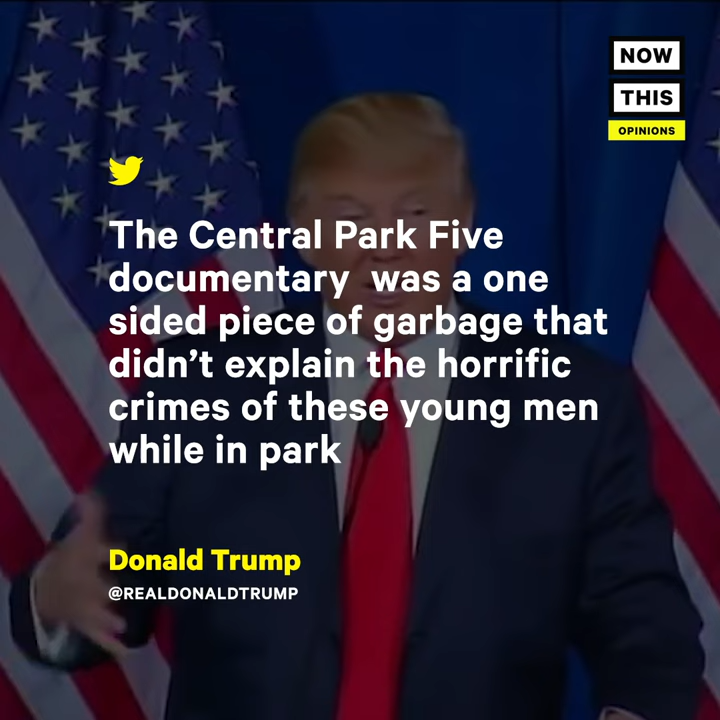 NOW
THIS
OPINIONS
The Central Park Five
documentary  was a one
sided piece of garbage that
didn’t explain the horrific
crimes of these young men
while in park
Donald Trump
@REALDONALDTRUMP